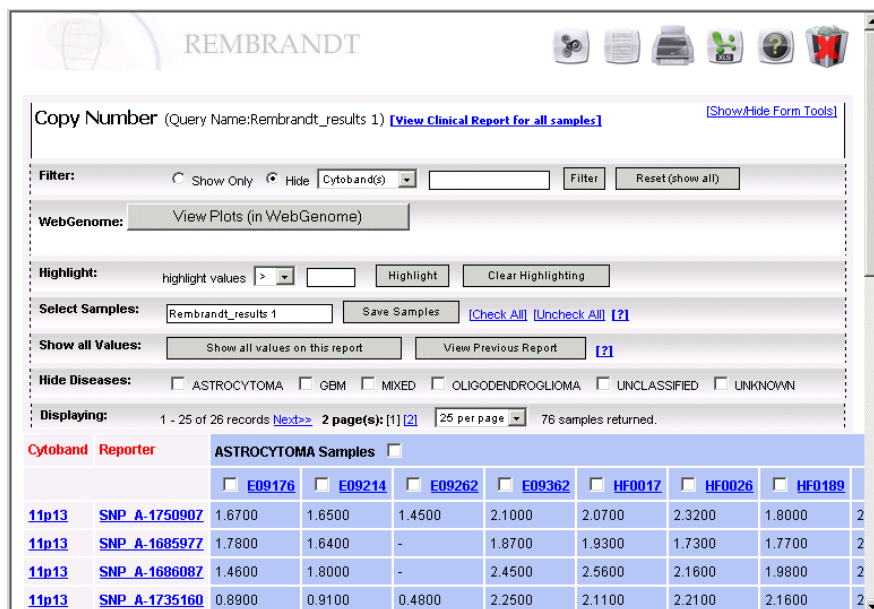 REMBRANDT
XLS
?
Copy Number (Query Name:Rembrandt_results 1) [View Clinical Report for all samples] [Show/Hide Form Tools]
Filter: Show Only Hide Cytoband(s) Filter Reset (show all)
WebGenome: View Plots (in WebGenome)
Highlight: highlight values > Highlight Clear Highlighting
Select Samples: Rembrandt_results 1 Save Samples [Check All] [Uncheck All] [?]
Show all Values: Show all values on this report View Previous Report [?]
Hide Diseases: ASTROCYTOMA GBM MIXED OLIGODENDROGLIOMA UNCLASSIFIED UNKNOWN
Displaying: 1 - 25 of 26 records Next>> 2 page(s): [1] [2] 25 per page 76 samples returned.
Cytoband Reporter ASTROCYTOMA Samples
E09176 E09214 E09262 E09362 HF0017 HF0026 HF0189
11p13 SNP_A-1750907 1.6700 1.6500 1.4500 2.1000 2.0700 2.3200 1.8000 2
11p13 SNP_A-1685977 1.7800 1.6400 - 1.8700 1.9300 1.7300 1.7700 2
11p13 SNP_A-1686087 1.4600 1.8000 - 2.4500 2.5600 2.1600 1.9800 2
11p13 SNP_A-1735160 0.8900 0.9100 0.4800 2.2500 2.1100 2.2100 2.1600 2